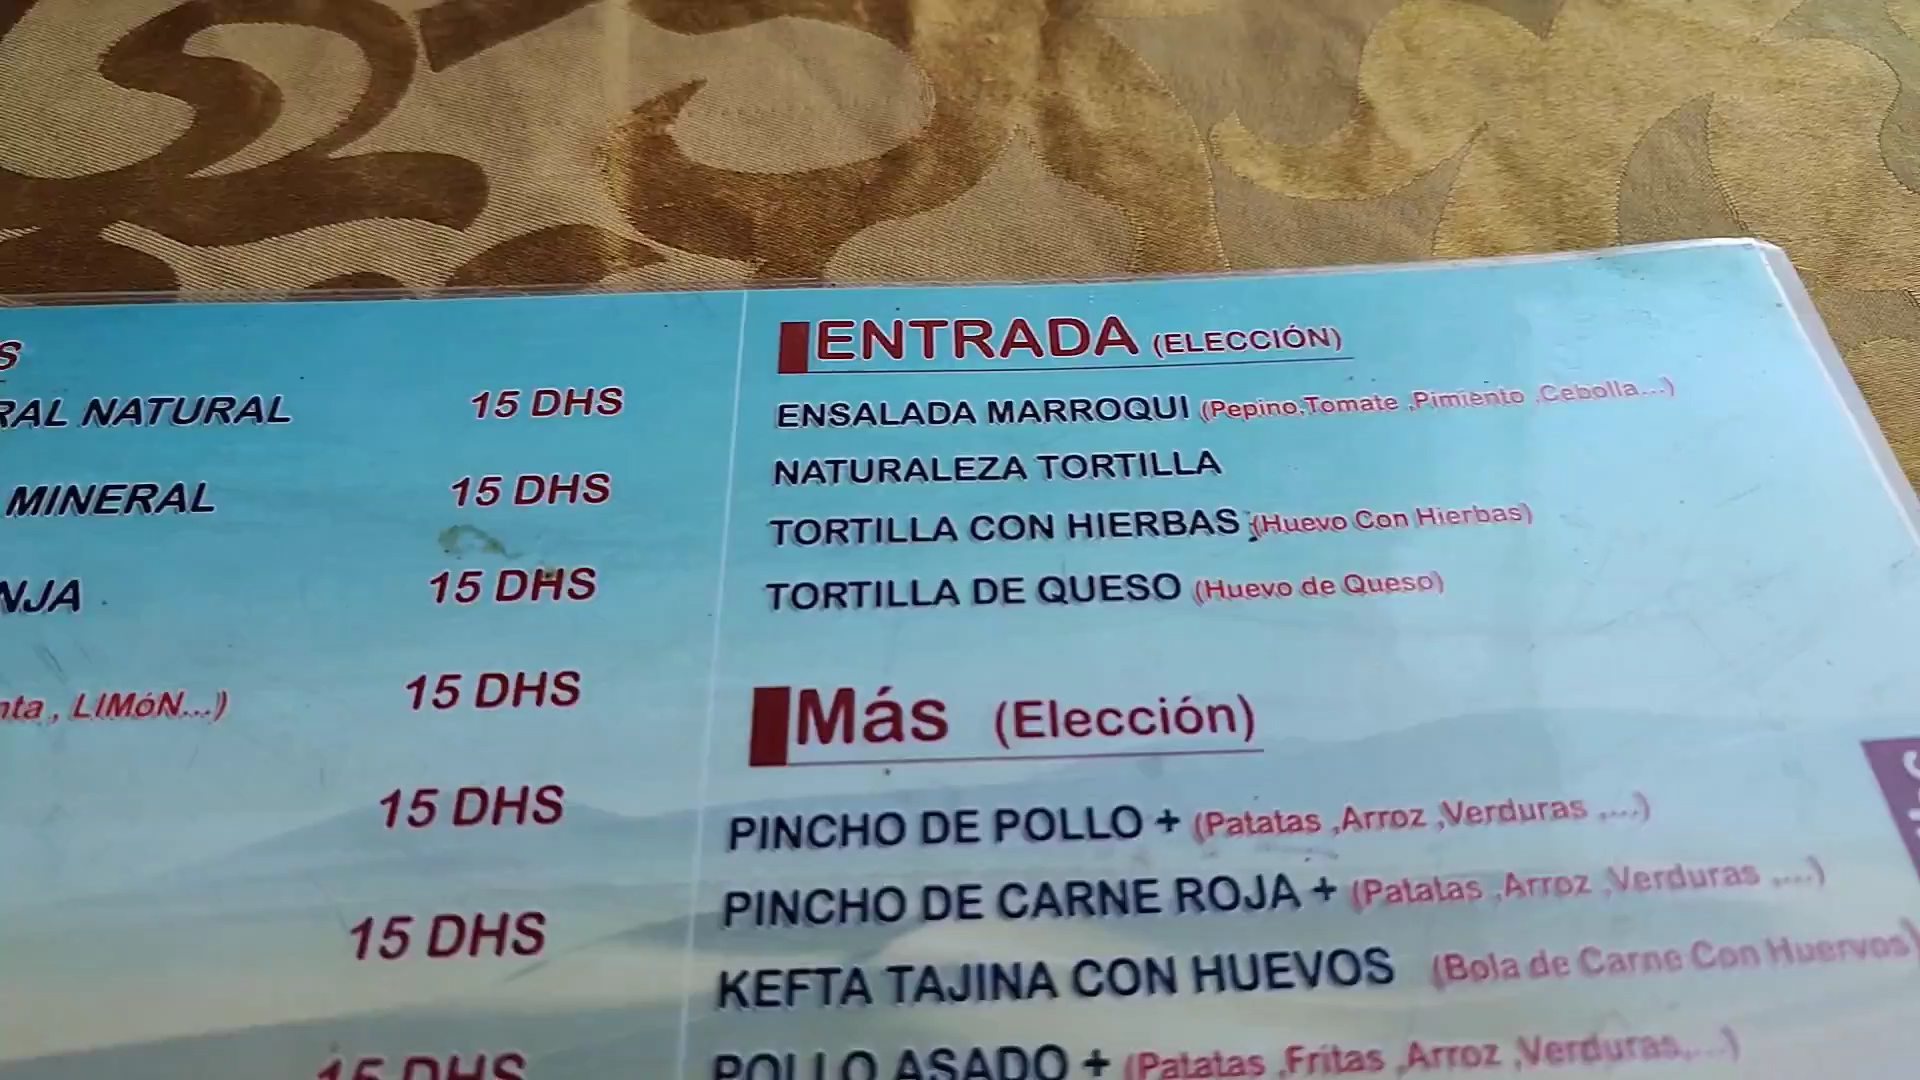 RAL NATURAL 15 DHS
MINERAL 15 DHS
NJA 15 DHS
nta , LIMóN...) 15 DHS
15 DHS
15 DHS
15 DHS
ENTRADA (ELECCIÓN)
ENSALADA MARROQUI (Pepino,Tomate ,Pimiento ,Cebolla...)
NATURALEZA TORTILLA
TORTILLA CON HIERBAS (Huevo Con Hierbas)
TORTILLA DE QUESO (Huevo de Queso)
Más (Elección)
PINCHO DE POLLO + (Patatas ,Arroz ,Verduras ,....)
PINCHO DE CARNE ROJA + (Patatas ,Arroz ,Verduras ,....)
KEFTA TAJINA CON HUEVOS (Bola de Carne Con Huervos)
POLLO ASADO + (Patatas ,Fritas ,Arroz ,Verduras,...)